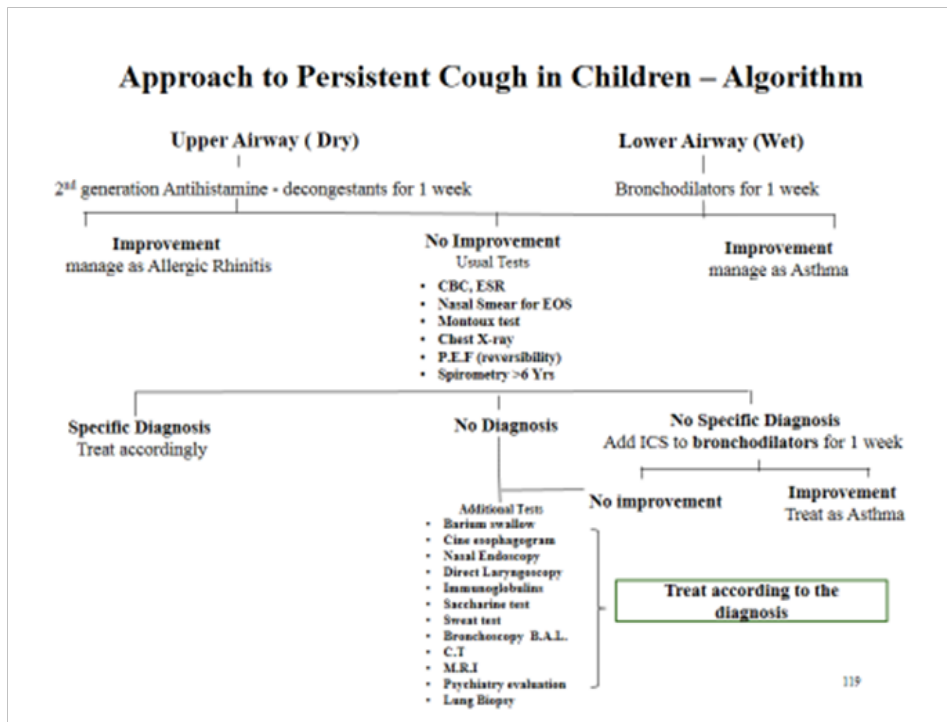 Approach to Persistent Cough in Children – Algorithm
Upper Airway ( Dry)
Lower Airway (Wet)
2nd generation Antihistamine - decongestants for 1 week
Bronchodilators for 1 week
Improvement
manage as Allergic Rhinitis
No Improvement
Usual Tests
• CBC, ESR
• Nasal Smear for EOS
• Montoux test
• Chest X-ray
• P.E.F (reversibility)
• Spirometry >6 Yrs
Improvement
manage as Asthma
Specific Diagnosis
Treat accordingly
No Diagnosis
No Specific Diagnosis
Add ICS to bronchodilators for 1 week
No improvement
Improvement
Treat as Asthma
Additional Tests
• Barium swallow
• Cine esophagogram
• Nasal Endoscopy
• Direct Laryngoscopy
• Immunoglobulins
• Saccharine test
• Sweat test
• Bronchoscopy B.A.L.
• C.T
• M.R.I
• Psychiatry evaluation
• Lung Biopsy
Treat according to the
diagnosis
119